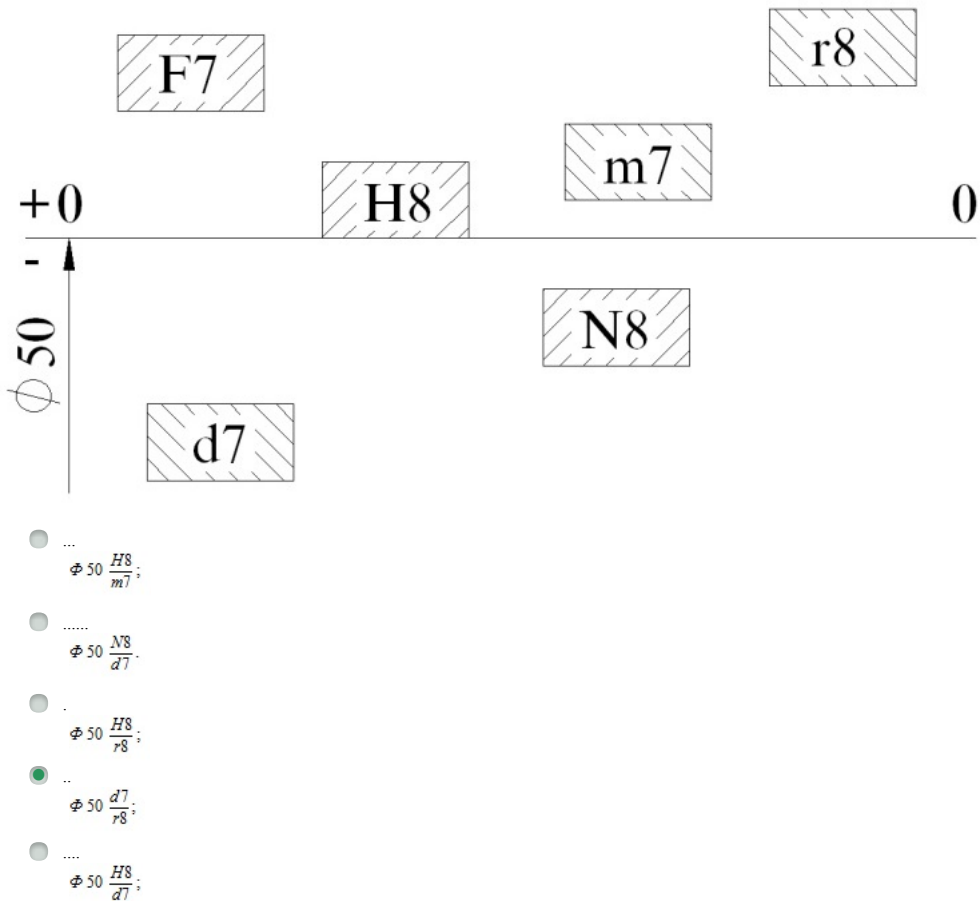 F7
r8
m7
H8
+0
0
-
N8
⌀ 50
d7
...
Φ 50 H8/m7 ;
......
Φ 50 N8/d7 .
.
Φ 50 H8/r8 ;
..
Φ 50 d7/r8 ;
....
Φ 50 H8/d7 ;